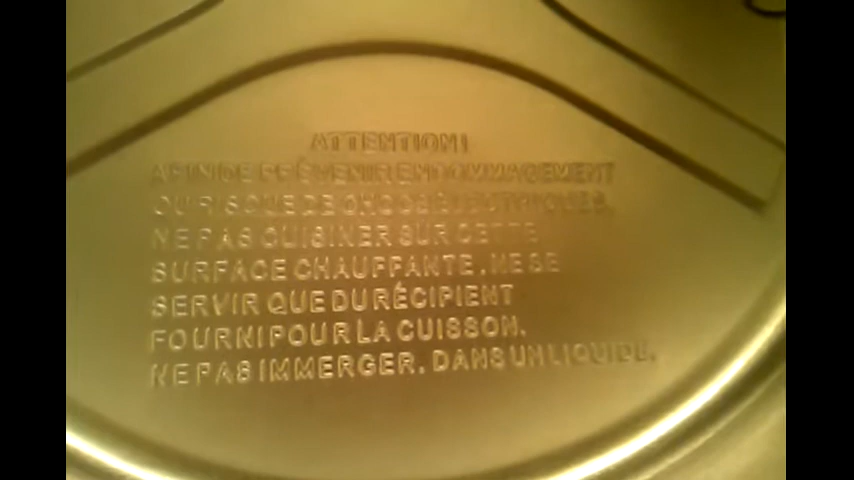 ATTENTION!
AFIN DE PRÉVENIR ENDOMMAGEMENT
OU RISQUE DE CHOCS ÉLECTRIQUES,
NE PAS CUISINER SUR CETTE
SURFACE CHAUFFANTE. NE SE
SERVIR QUE DU RÉCIPIENT
FOURNI POUR LA CUISSON.
NE PAS IMMERGER. DANS UN LIQUIDE.